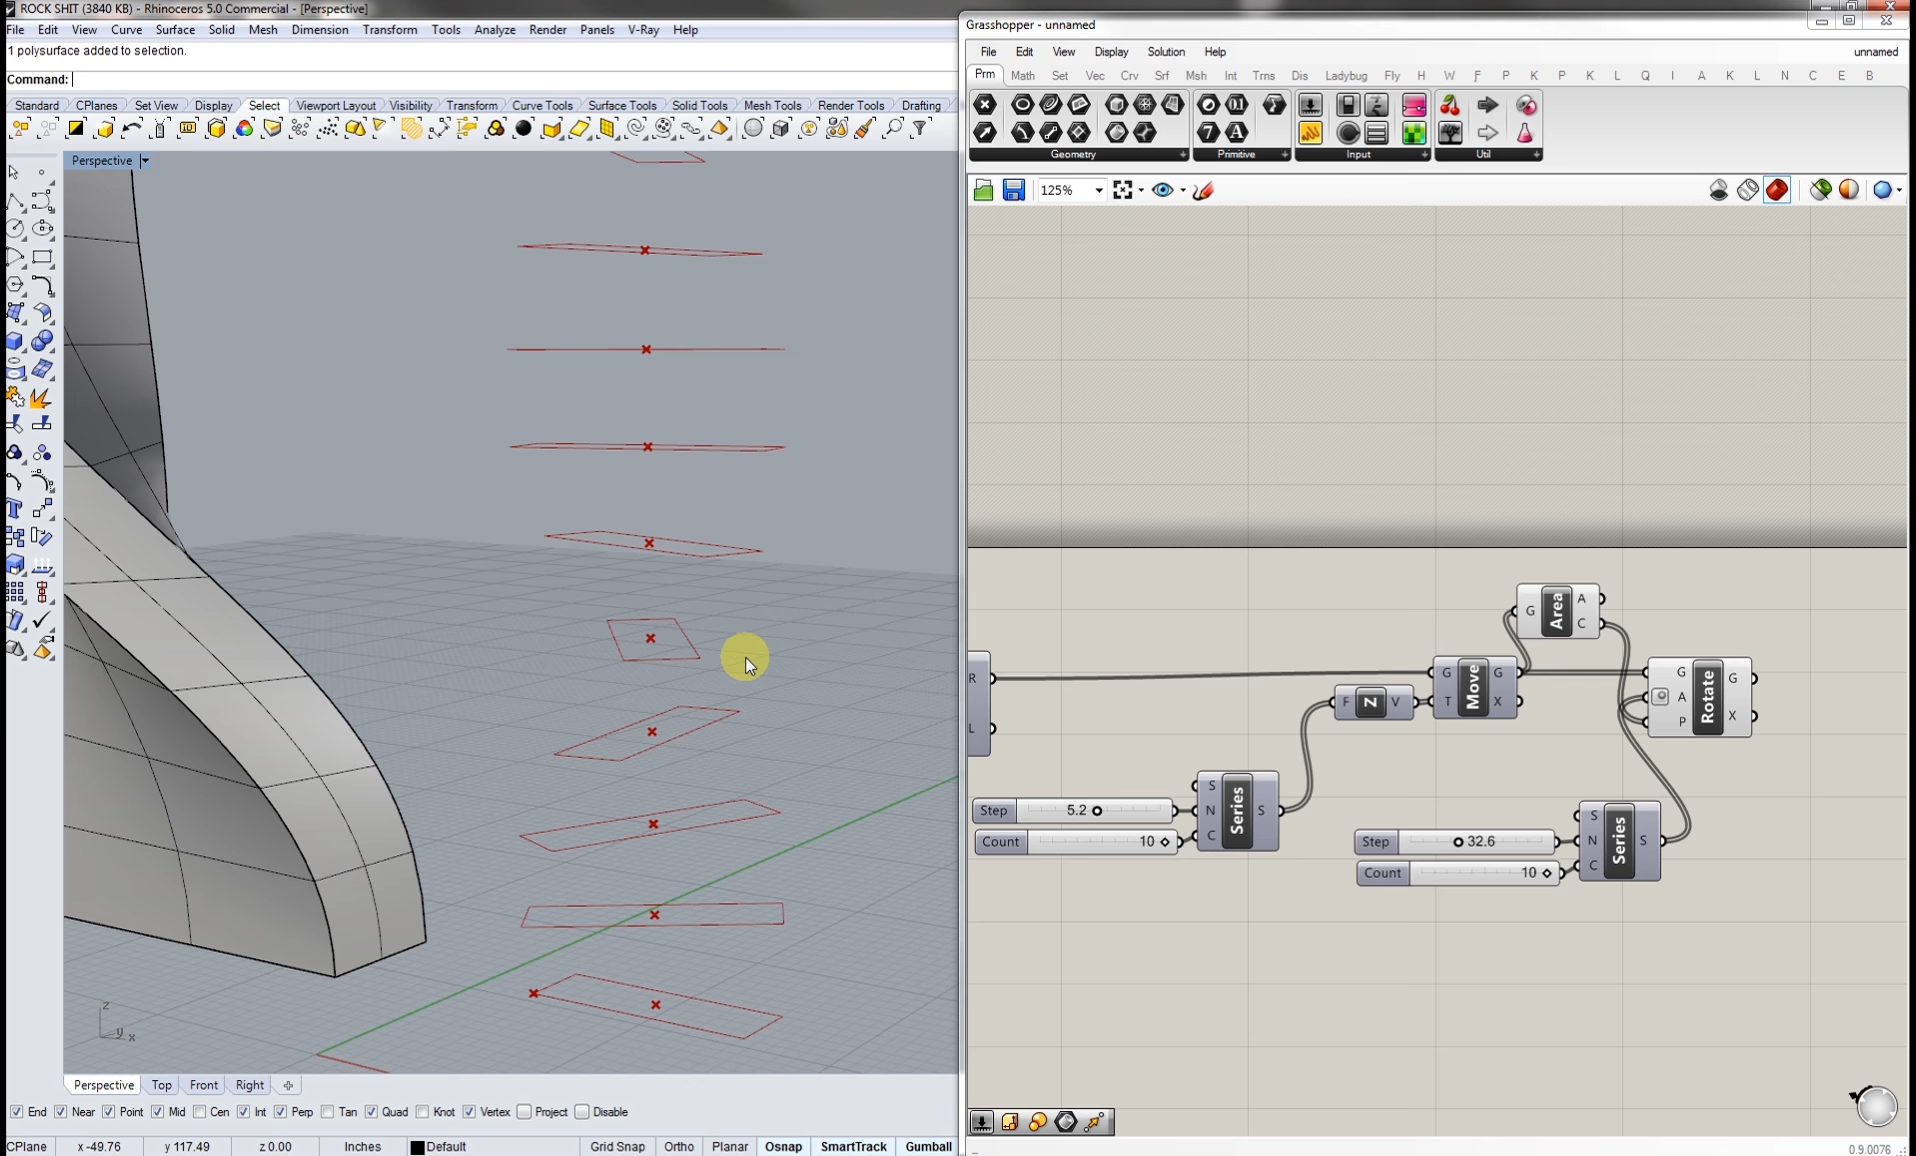 ROCK SHIT (3840 KB) - Rhinoceros 5.0 Commercial - [Perspective]
File Edit View Curve Surface Solid Mesh Dimension Transform Tools Analyze Render Panels V-Ray Help
1 polysurface added to selection.
Command:
Standard CPlanes Set View Display Select Viewport Layout Visibility Transform Curve Tools Surface Tools Solid Tools Mesh Tools Render Tools Drafting
Perspective
z
y x
Perspective Top Front Right
End Near Point Mid Cen Int Perp Tan Quad Knot Vertex Project Disable
CPlane x -49.76 y 117.49 z 0.00 Inches Default Grid Snap Ortho Planar Osnap SmartTrack Gumball
Grasshopper - unnamed
File Edit View Display Solution Help unnamed
Prm Math Set Vec Crv Srf Msh Int Trns Dis Ladybug Fly H W F P K P K L Q I A K L N C E B
Geometry Primitive Input Util
125%
G Area A
C
R
L
F Z V
G Move G
T X
G Rotate G
A
P X
Step 5.2
Count 10
S
N Series S
C
Step 32.6
Count 10
S
N Series S
C
0.9.0076